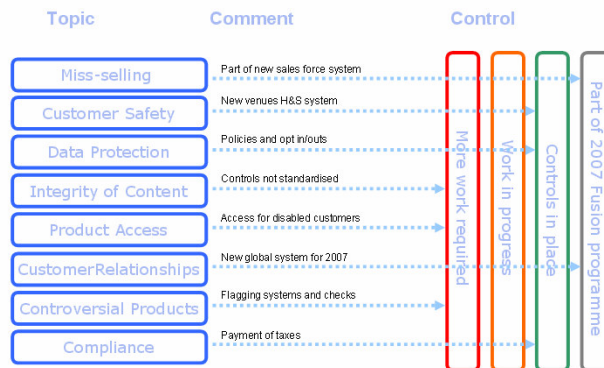 Topic Comment Control
Miss-selling Part of new sales force system
Customer Safety New venues H&S system
Data Protection Policies and opt in/outs
Integrity of Content Controls not standardised
Product Access Access for disabled customers
CustomerRelationships New global system for 2007
Controversial Products Flagging systems and checks
Compliance Payment of taxes
More work required
Work in progress
Controls in place
Part of 2007 Fusion programme